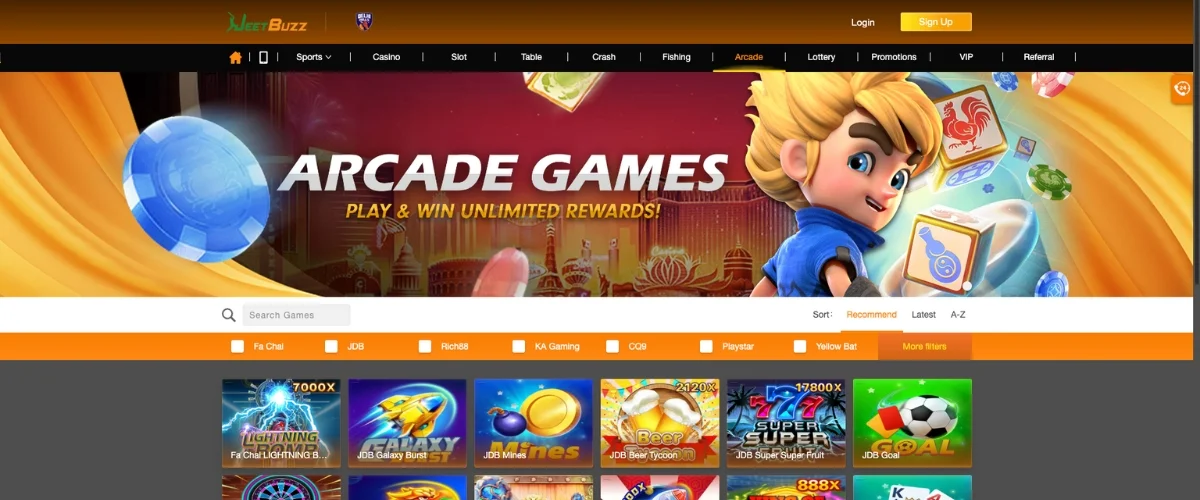 JEETBUZZ
Login
Sign Up
Sports
Casino
Slot
Table
Crash
Fishing
Arcade
Lottery
Promotions
VIP
Referral
24
ARCADE GAMES
PLAY & WIN UNLIMITED REWARDS!
Search Games
Sort:
Recommend
Latest
A-Z
Fa Chai
JDB
Rich88
KA Gaming
CQ9
Playstar
Yellow Bat
More filters
7000X
LIGHTNING
Fa Chai LIGHTNING B...
GALAXY
JDB Galaxy Burst
Mines
JDB Mines
2120X
Beer
JDB Beer Tycoon
17800X
777
SUPER
SUPER
JDB Super Super Fruit
GOAL
JDB Goal
888X
K
A